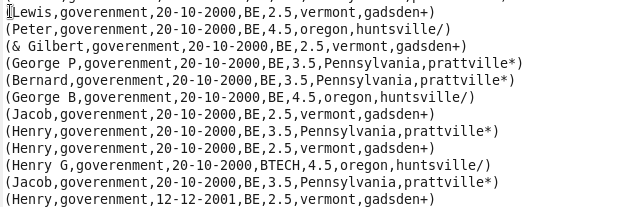 (Lewis,goverenment,20-10-2000,BE,2.5,vermont,gadsden+)
(Peter,goverenment,20-10-2000,BE,4.5,oregon,huntsville/)
(& Gilbert,goverenment,20-10-2000,BE,2.5,vermont,gadsden+)
(George P,goverenment,20-10-2000,BE,3.5,Pennsylvania,prattville*)
(Bernard,goverenment,20-10-2000,BE,3.5,Pennsylvania,prattville*)
(George B,goverenment,20-10-2000,BE,4.5,oregon,huntsville/)
(Jacob,goverenment,20-10-2000,BE,2.5,vermont,gadsden+)
(Henry,goverenment,20-10-2000,BE,3.5,Pennsylvania,prattville*)
(Henry,goverenment,20-10-2000,BE,2.5,vermont,gadsden+)
(Henry G,goverenment,20-10-2000,BTECH,4.5,oregon,huntsville/)
(Jacob,goverenment,20-10-2000,BE,3.5,Pennsylvania,prattville*)
(Henry,goverenment,12-12-2001,BE,2.5,vermont,gadsden+)